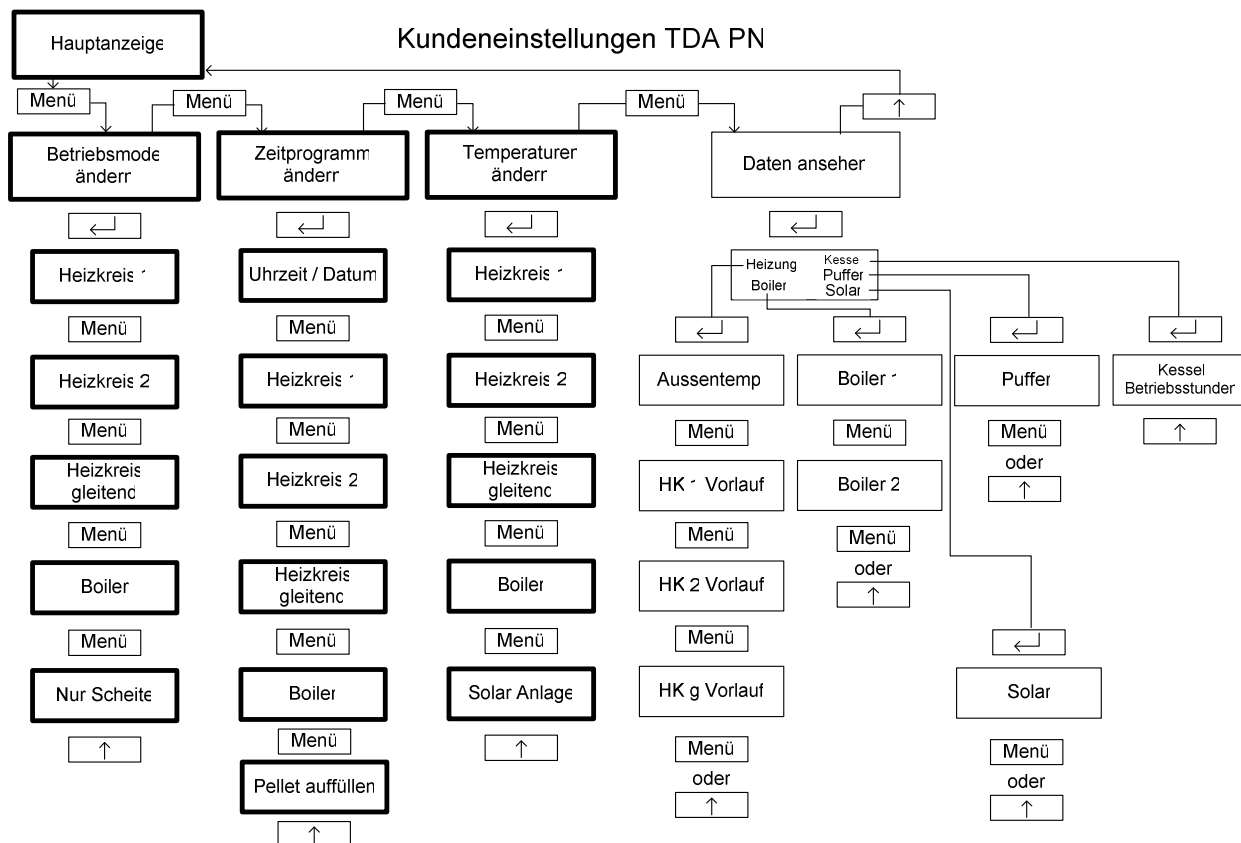 Kundeneinstellungen TDA PN
Hauptanzeige
Menü
Menü
Menü
Menü
↑
Betriebsmode
ändern
Zeitprogramm
ändern
Temperaturen
ändern
Daten ansehen
Heizkreis 1
Menü
Heizkreis 2
Menü
Heizkreis
gleitend
Menü
Boiler
Menü
Nur Scheite
↑
Uhrzeit / Datum
Menü
Heizkreis 1
Menü
Heizkreis 2
Menü
Heizkreis
gleitend
Menü
Boiler
Menü
Pellet auffüllen
↑
Heizkreis 1
Menü
Heizkreis 2
Menü
Heizkreis
gleitend
Menü
Boiler
Menü
Solar Anlage
↑
Heizung
Boiler
Kessel
Puffer
Solar
Aussentemp
Menü
HK 1 Vorlauf
Menü
HK 2 Vorlauf
Menü
HK g Vorlauf
Menü
oder
↑
Boiler 1
Menü
Boiler 2
Menü
oder
↑
Puffer
Menü
oder
↑
Kessel
Betriebsstunden
↑
Solar
Menü
oder
↑